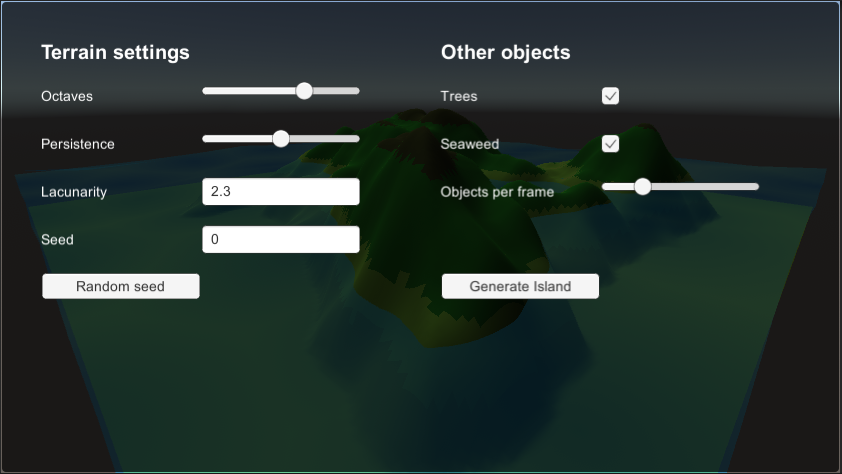 Terrain settings
Octaves
Persistence
Lacunarity
2.3
Seed
0
Random seed
Other objects
Trees
Seaweed
Objects per frame
Generate Island